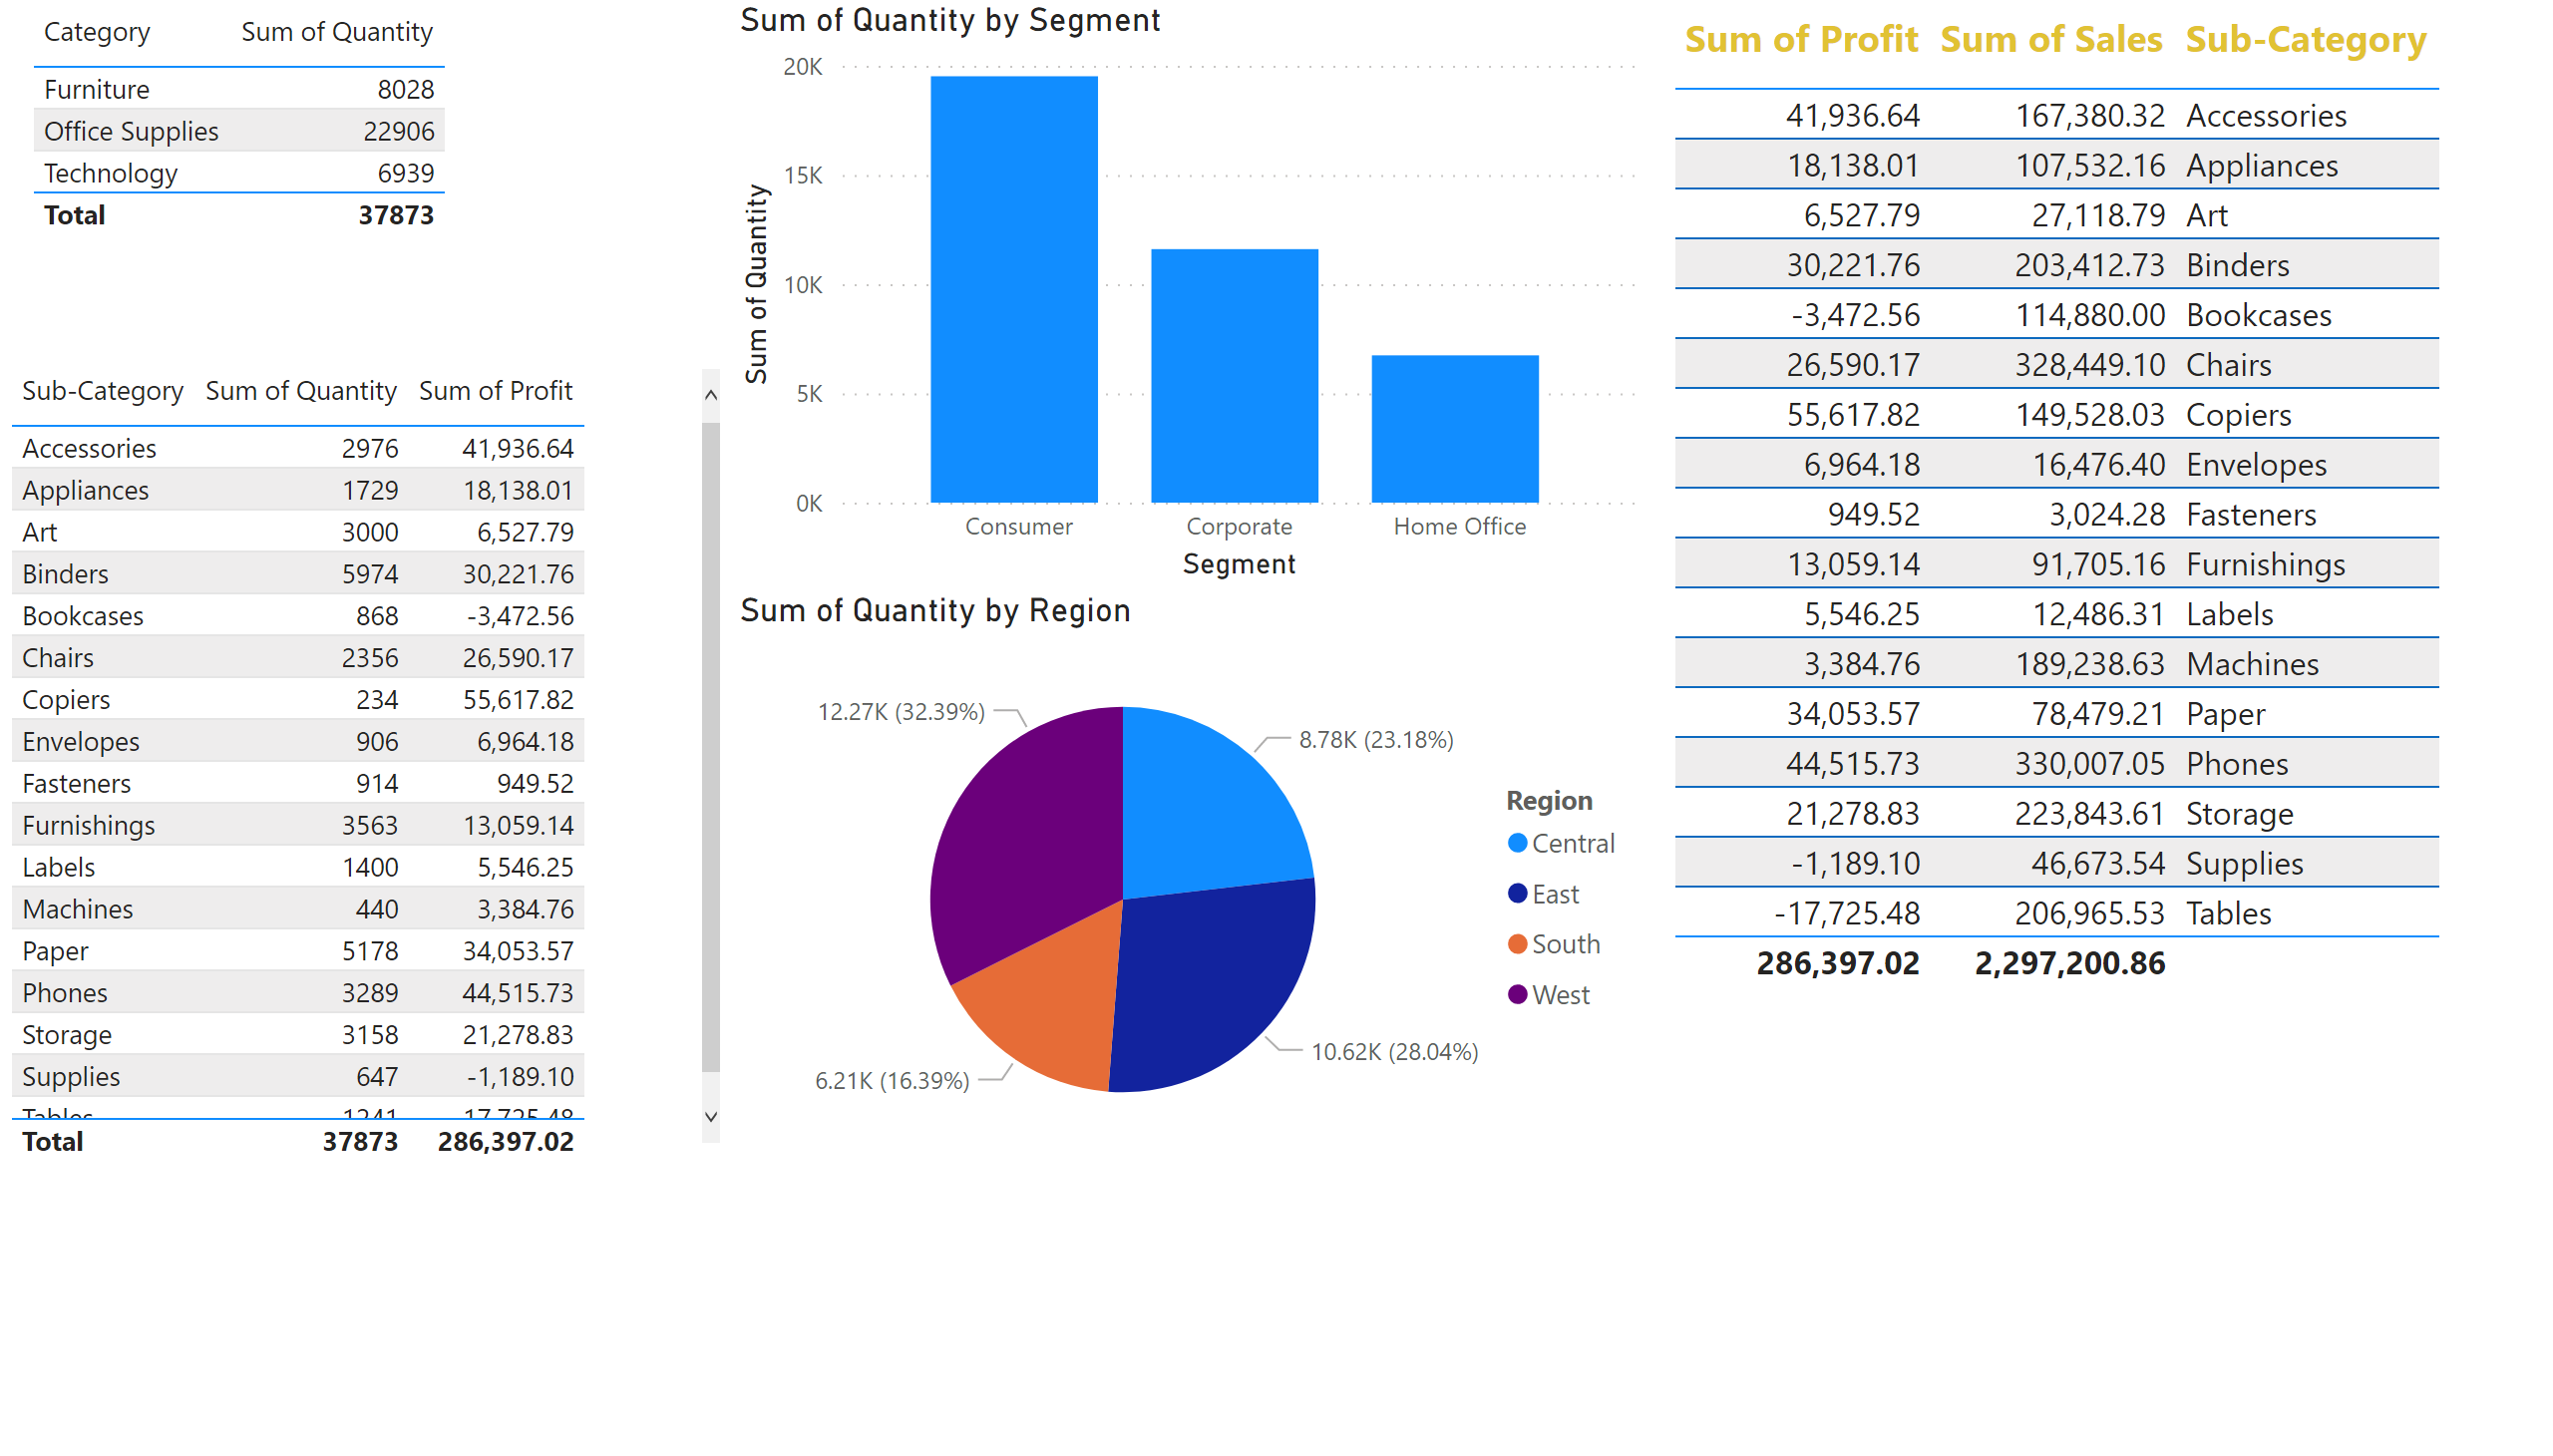 Category Sum of Quantity
Furniture 8028
Office Supplies 22906
Technology 6939
Total 37873
Sub-Category Sum of Quantity Sum of Profit
Accessories 2976 41,936.64
Appliances 1729 18,138.01
Art 3000 6,527.79
Binders 5974 30,221.76
Bookcases 868 -3,472.56
Chairs 2356 26,590.17
Copiers 234 55,617.82
Envelopes 906 6,964.18
Fasteners 914 949.52
Furnishings 3563 13,059.14
Labels 1400 5,546.25
Machines 440 3,384.76
Paper 5178 34,053.57
Phones 3289 44,515.73
Storage 3158 21,278.83
Supplies 647 -1,189.10
Tables 1241 -17,725.48
Total 37873 286,397.02
Sum of Quantity by Segment
Sum of Quantity
20K
15K
10K
5K
0K
Consumer Corporate Home Office
Segment
Sum of Quantity by Region
12.27K (32.39%)
8.78K (23.18%)
10.62K (28.04%)
6.21K (16.39%)
Region
Central
East
South
West
Sum of Profit Sum of Sales Sub-Category
41,936.64 167,380.32 Accessories
18,138.01 107,532.16 Appliances
6,527.79 27,118.79 Art
30,221.76 203,412.73 Binders
-3,472.56 114,880.00 Bookcases
26,590.17 328,449.10 Chairs
55,617.82 149,528.03 Copiers
6,964.18 16,476.40 Envelopes
949.52 3,024.28 Fasteners
13,059.14 91,705.16 Furnishings
5,546.25 12,486.31 Labels
3,384.76 189,238.63 Machines
34,053.57 78,479.21 Paper
44,515.73 330,007.05 Phones
21,278.83 223,843.61 Storage
-1,189.10 46,673.54 Supplies
-17,725.48 206,965.53 Tables
286,397.02 2,297,200.86